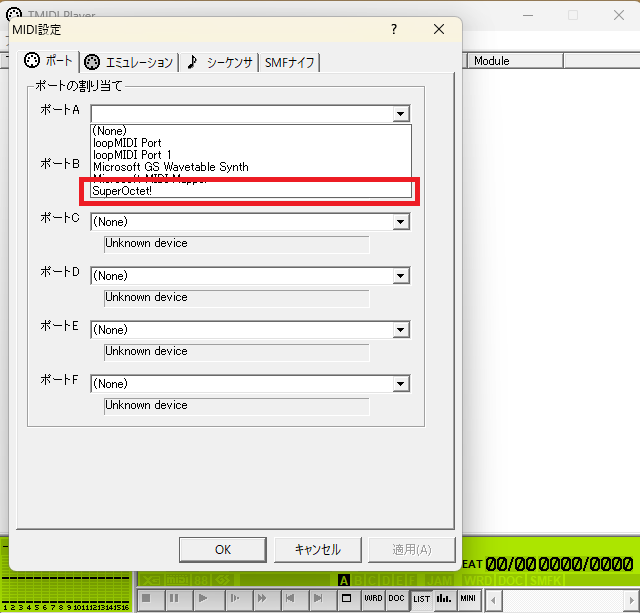 TMIDI Player
MIDI設定
?
ポート
エミュレーション
シーケンサ
SMFナイフ
Module
ポートの割り当て
ポートA
(None)
loopMIDI Port
loopMIDI Port 1
Microsoft GS Wavetable Synth
Microsoft MIDI Mapper
SuperOctet!
ポートB
ポートC
(None)
Unknown device
ポートD
(None)
Unknown device
ポートE
(None)
Unknown device
ポートF
(None)
Unknown device
OK
キャンセル
適用(A)
EAT 00/00 0000/0000
XG MIDI 88 GS
A B C D E F JAM WRD DOC SMFK
1 2 3 4 5 6 7 8 9 10 11 12 13 14 15 16
WRD DOC LIST MINI